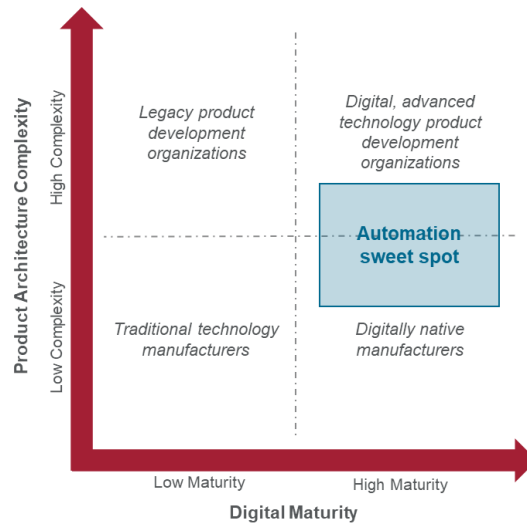 Product Architecture Complexity
High Complexity
Low Complexity
Legacy product
development
organizations
Digital, advanced
technology product
development
organizations
Automation
sweet spot
Traditional technology
manufacturers
Digitally native
manufacturers
Low Maturity
High Maturity
Digital Maturity